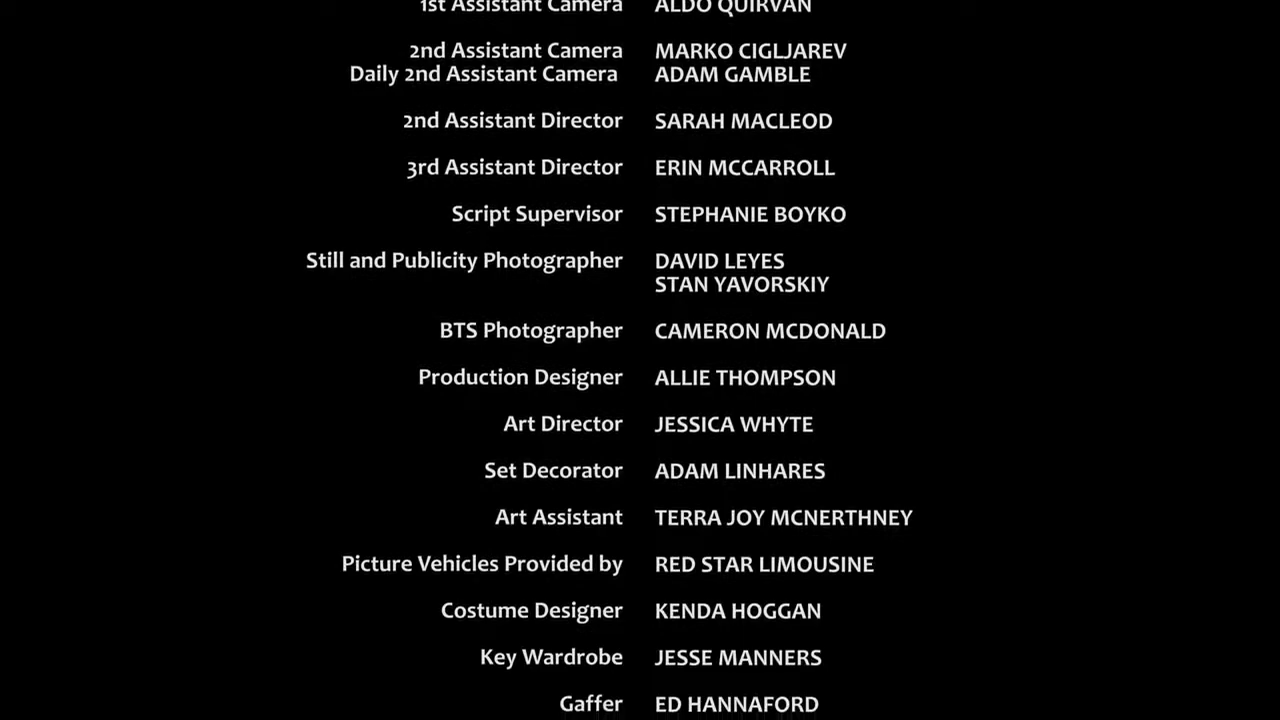 1st Assistant Camera ALDO QUIRVAN
2nd Assistant Camera MARKO CIGLJAREV
Daily 2nd Assistant Camera ADAM GAMBLE
2nd Assistant Director SARAH MACLEOD
3rd Assistant Director ERIN MCCARROLL
Script Supervisor STEPHANIE BOYKO
Still and Publicity Photographer DAVID LEYES
STAN YAVORSKIY
BTS Photographer CAMERON MCDONALD
Production Designer ALLIE THOMPSON
Art Director JESSICA WHYTE
Set Decorator ADAM LINHARES
Art Assistant TERRA JOY MCNERTHNEY
Picture Vehicles Provided by RED STAR LIMOUSINE
Costume Designer KENDA HOGGAN
Key Wardrobe JESSE MANNERS
Gaffer ED HANNAFORD